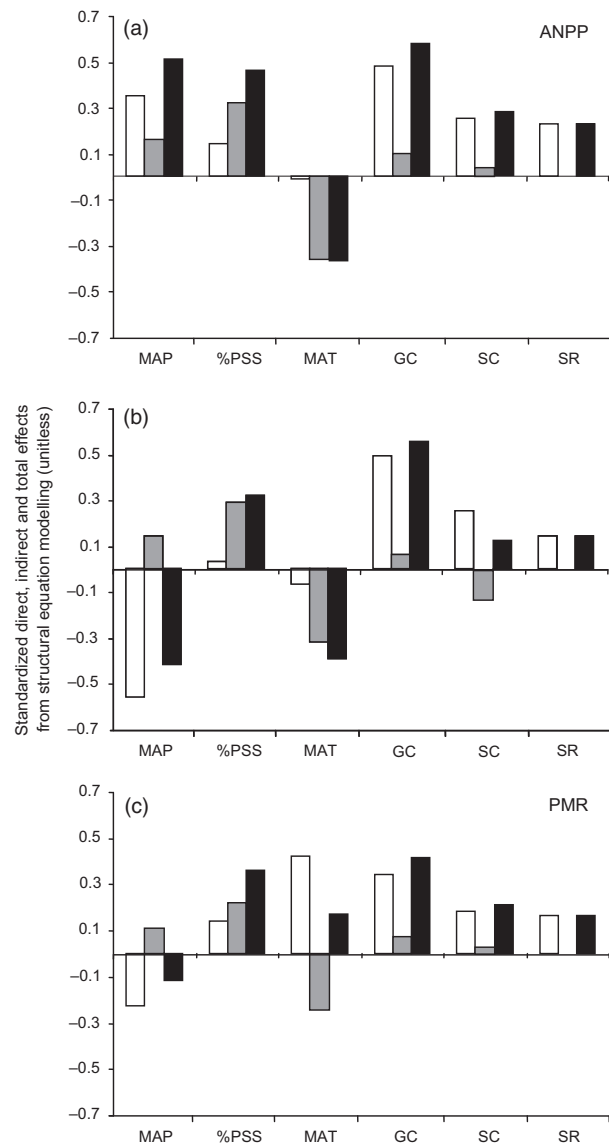 (a)
ANPP
0.7
0.5
0.3
0.1
–0.1
–0.3
–0.5
–0.7
MAP %PSS MAT GC SC SR
Standardized direct, indirect and total effects
from structural equation modelling (unitless)
(b)
0.7
0.5
0.3
0.1
–0.1
–0.3
–0.5
–0.7
MAP %PSS MAT GC SC SR
(c)
PMR
0.7
0.5
0.3
0.1
–0.1
–0.3
–0.5
–0.7
MAP %PSS MAT GC SC SR